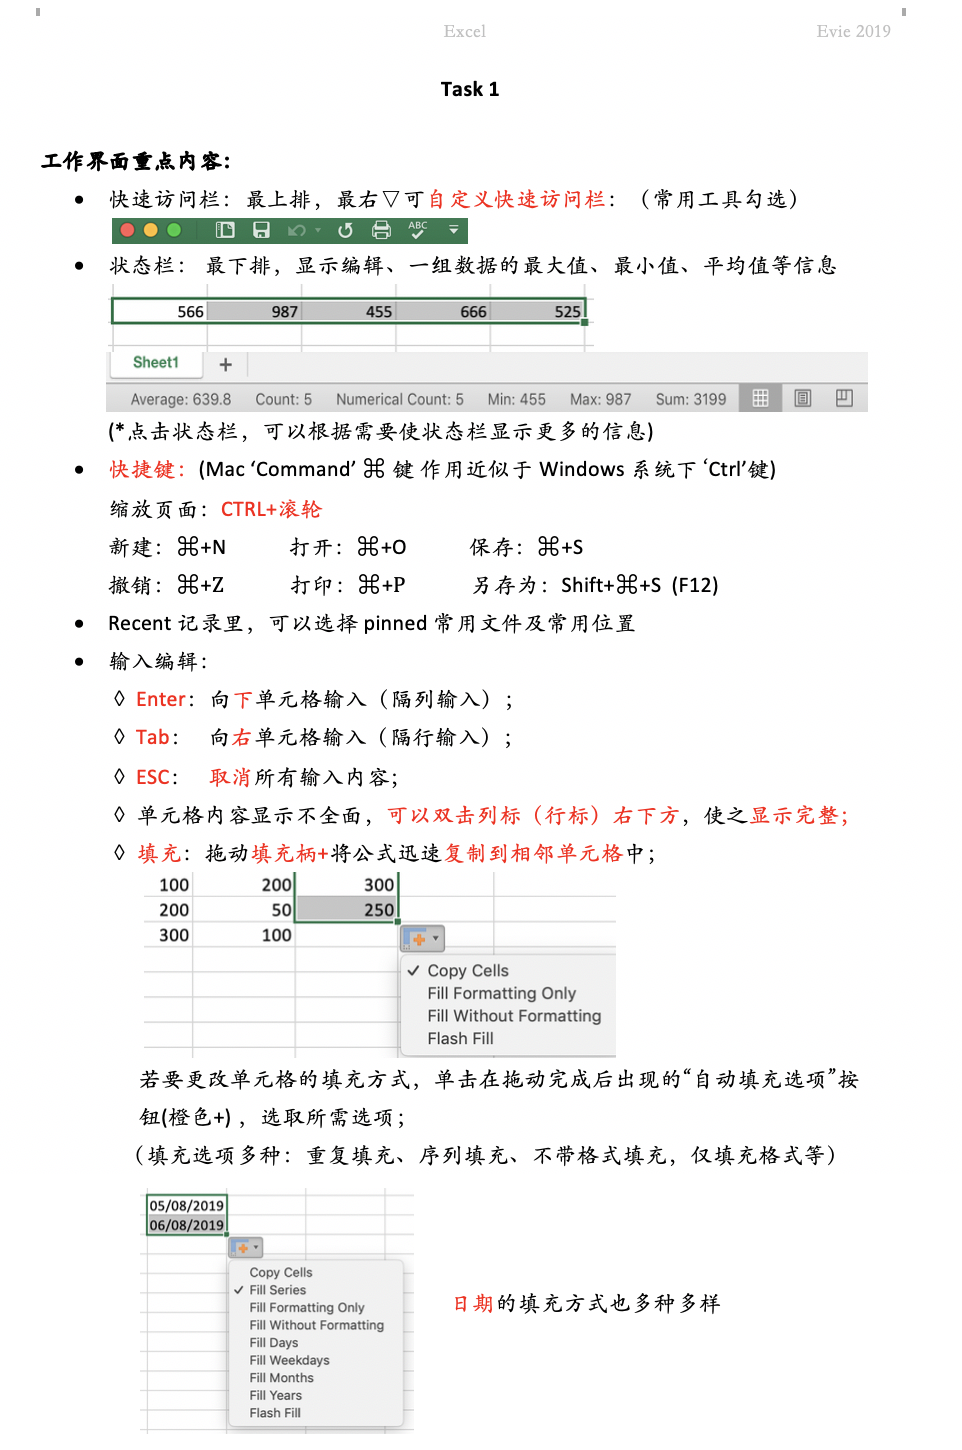 Excel Evie 2019
Task 1
工作界面重点内容:
• 快速访问栏：最上排，最右▽可自定义快速访问栏：（常用工具勾选）
ABC
• 状态栏： 最下排，显示编辑、一组数据的最大值、最小值、平均值等信息
566 987 455 666 525
Sheet1 +
Average: 639.8 Count: 5 Numerical Count: 5 Min: 455 Max: 987 Sum: 3199
(*点击状态栏，可以根据需要使状态栏显示更多的信息)
• 快捷键：(Mac ‘Command’ ⌘ 键 作用近似于 Windows 系统下 ‘Ctrl’键)
缩放页面：CTRL+滚轮
新建：⌘+N 打开：⌘+O 保存：⌘+S
撤销：⌘+Z 打印：⌘+P 另存为：Shift+⌘+S (F12)
• Recent 记录里，可以选择 pinned 常用文件及常用位置
• 输入编辑：
◊ Enter：向下单元格输入（隔列输入）；
◊ Tab： 向右单元格输入（隔行输入）；
◊ ESC： 取消所有输入内容;
◊ 单元格内容显示不全面，可以双击列标（行标）右下方，使之显示完整;
◊ 填充：拖动填充柄+将公式迅速复制到相邻单元格中；
100 200 300
200 50 250
300 100
✓ Copy Cells
Fill Formatting Only
Fill Without Formatting
Flash Fill
若要更改单元格的填充方式，单击在拖动完成后出现的“自动填充选项”按
钮(橙色+)，选取所需选项；
（填充选项多种：重复填充、序列填充、不带格式填充，仅填充格式等）
05/08/2019
06/08/2019
Copy Cells
✓ Fill Series
Fill Formatting Only
Fill Without Formatting
Fill Days
Fill Weekdays
Fill Months
Fill Years
Flash Fill
日期的填充方式也多种多样